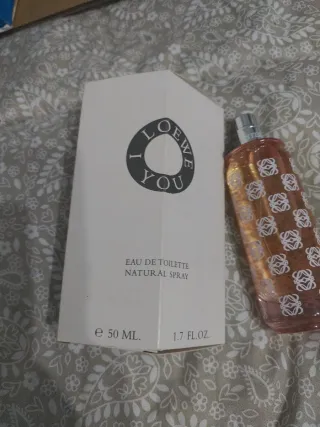 I LOEWE YOU
EAU DE TOILETTE
NATURAL SPRAY
℮ 50 ML. 1.7 FL.OZ